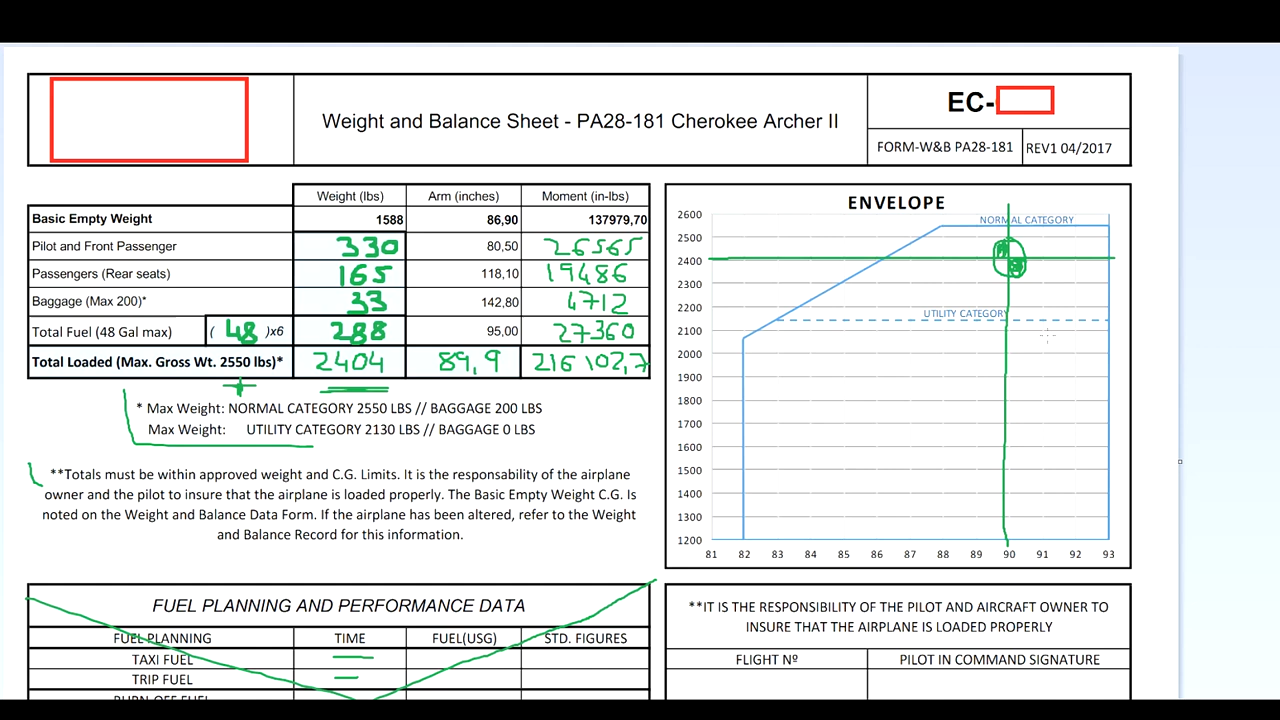 Weight and Balance Sheet - PA28-181 Cherokee Archer II
EC-
FORM-W&B PA28-181 REV1 04/2017
Weight (lbs) Arm (inches) Moment (in-lbs)
Basic Empty Weight 1588 86,90 137979,70
Pilot and Front Passenger 330 80,50 26565
Passengers (Rear seats) 165 118,10 19486
Baggage (Max 200)* 33 142,80 4712
Total Fuel (48 Gal max) ( 48 )x6 288 95,00 27360
Total Loaded (Max. Gross Wt. 2550 lbs)* 2404 89,9 216102,7
* Max Weight: NORMAL CATEGORY 2550 LBS // BAGGAGE 200 LBS
Max Weight: UTILITY CATEGORY 2130 LBS // BAGGAGE 0 LBS
**Totals must be within approved weight and C.G. Limits. It is the responsability of the airplane
owner and the pilot to insure that the airplane is loaded properly. The Basic Empty Weight C.G. Is
noted on the Weight and Balance Data Form. If the airplane has been altered, refer to the Weight
and Balance Record for this information.
ENVELOPE
NORMAL CATEGORY
UTILITY CATEGORY
2600
2500
2400
2300
2200
2100
2000
1900
1800
1700
1600
1500
1400
1300
1200
81 82 83 84 85 86 87 88 89 90 91 92 93
FUEL PLANNING AND PERFORMANCE DATA
FUEL PLANNING TIME FUEL(USG) STD. FIGURES
TAXI FUEL
TRIP FUEL
BURN OFF FUEL
**IT IS THE RESPONSIBILITY OF THE PILOT AND AIRCRAFT OWNER TO
INSURE THAT THE AIRPLANE IS LOADED PROPERLY
FLIGHT Nº PILOT IN COMMAND SIGNATURE